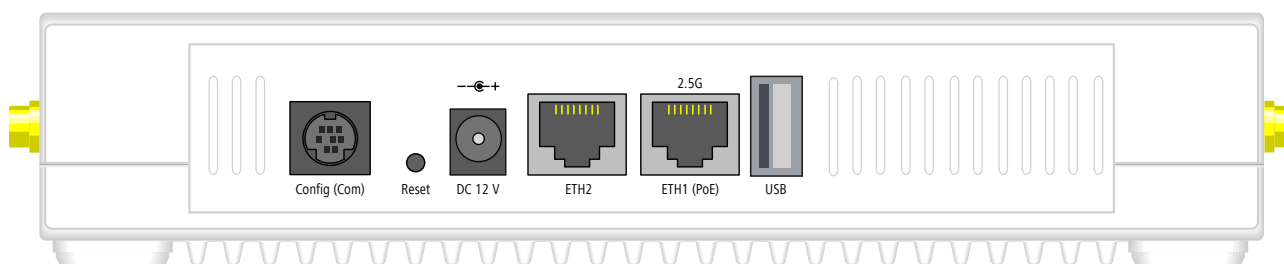 2.5G
Config (Com)
Reset
DC 12 V
ETH2
ETH1 (PoE)
USB